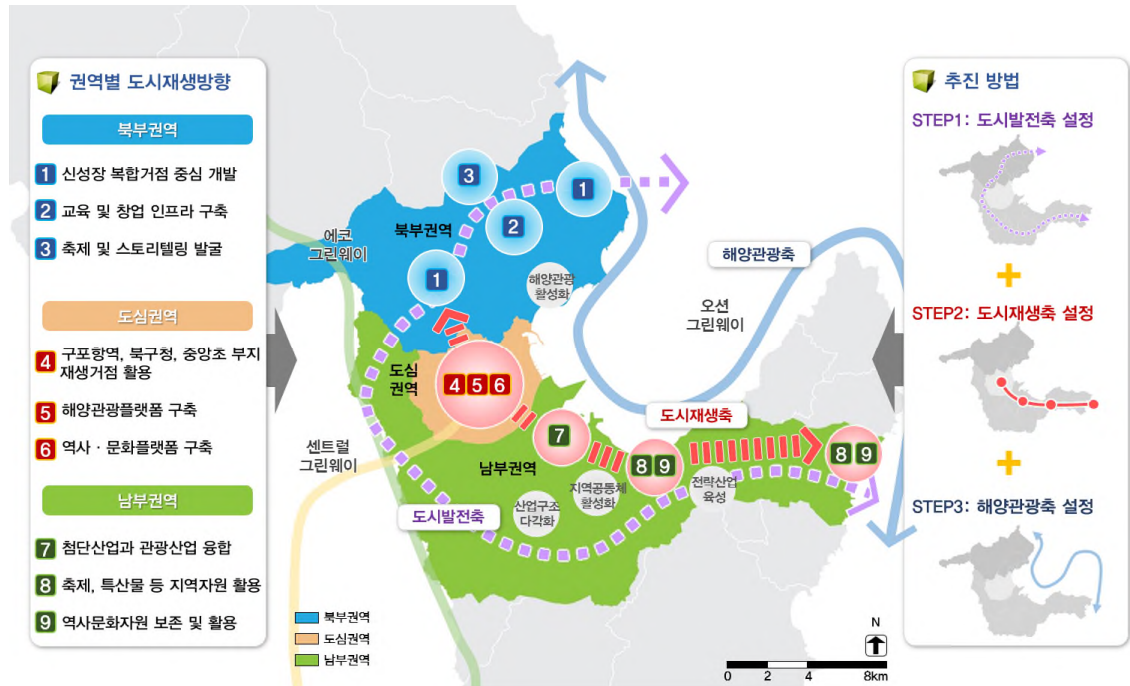 권역별 도시재생방향
북부권역
1 신성장 복합거점 중심 개발
2 교육 및 창업 인프라 구축
3 축제 및 스토리텔링 발굴
도심권역
4 구포항역, 북구청, 중앙초 부지
재생거점 활용
5 해양관광플랫폼 구축
6 역사 · 문화플랫폼 구축
남부권역
7 첨단산업과 관광산업 융합
8 축제, 특산물 등 지역자원 활용
9 역사문화자원 보존 및 활용
3
1
2
북부권역
에코
그린웨이
1
해양관광
활성화
해양관광축
오션
그린웨이
도심
권역
4 5 6
도시재생축
7
센트럴
그린웨이
남부권역
8 9
8 9
지역공동체
활성화
전략산업
육성
산업구조
다각화
도시발전축
북부권역
도심권역
남부권역
N
0 2 4 8km
추진 방법
STEP1: 도시발전축 설정
+
STEP2: 도시재생축 설정
+
STEP3: 해양관광축 설정